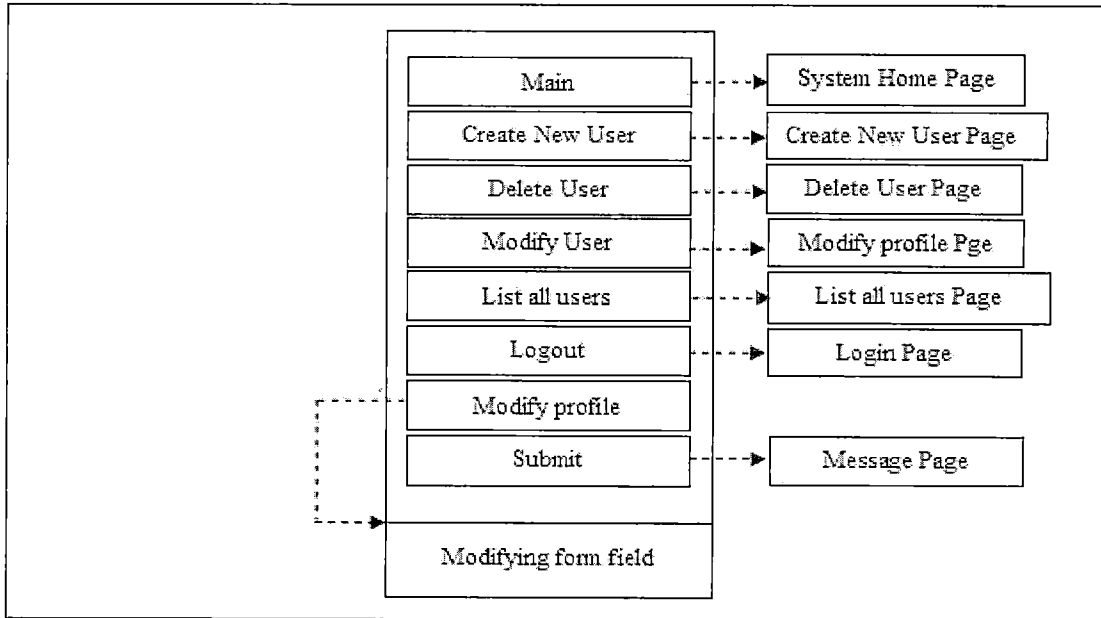 Main
System Home Page
Create New User
Create New User Page
Delete User
Delete User Page
Modify User
Modify profile Pge
List all users
List all users Page
Logout
Login Page
Modify profile
Submit
Message Page
Modifying form field